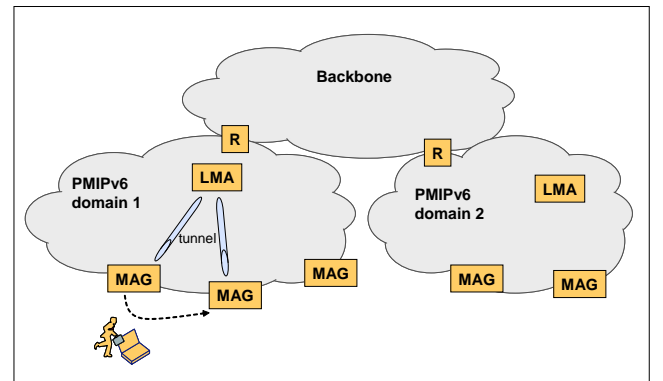 Backbone
R
R
LMA
PMIPv6
domain 1
LMA
PMIPv6
domain 2
tunnel
MAG
MAG
MAG
MAG
MAG